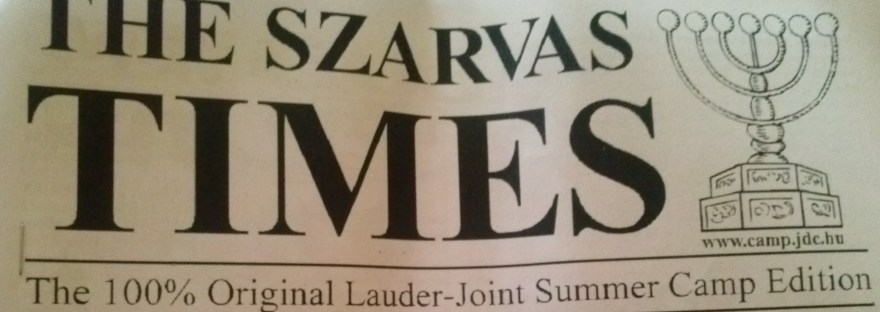 THE SZARVAS
TIMES
www.camp.jdc.hu
The 100% Original Lauder-Joint Summer Camp Edition